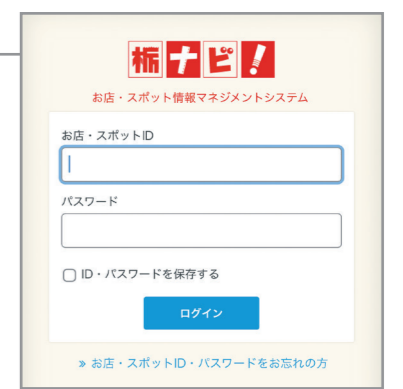 栃ナビ!
お店・スポット情報マネジメントシステム
お店・スポットID
パスワード
ID・パスワードを保存する
ログイン
» お店・スポットID・パスワードをお忘れの方